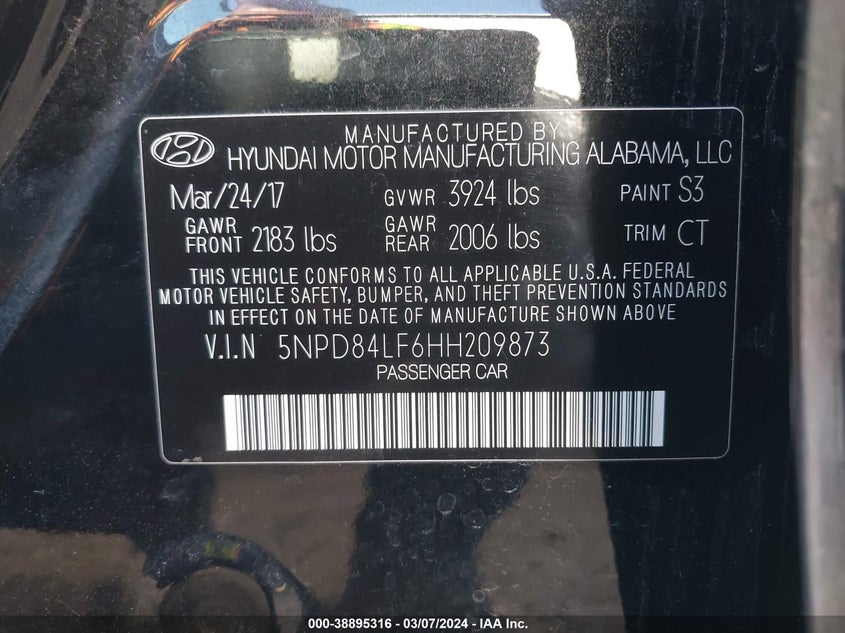 MANUFACTURED BY
HYUNDAI MOTOR MANUFACTURING ALABAMA, LLC
Mar/24/17 GVWR 3924 lbs PAINT S3
GAWR FRONT 2183 lbs GAWR REAR 2006 lbs TRIM CT
THIS VEHICLE CONFORMS TO ALL APPLICABLE U.S.A. FEDERAL
MOTOR VEHICLE SAFETY, BUMPER, AND THEFT PREVENTION STANDARDS
IN EFFECT ON THE DATE OF MANUFACTURE SHOWN ABOVE
V.I.N 5NPD84LF6HH209873
PASSENGER CAR
000-38895316 - 03/07/2024 - IAA Inc.